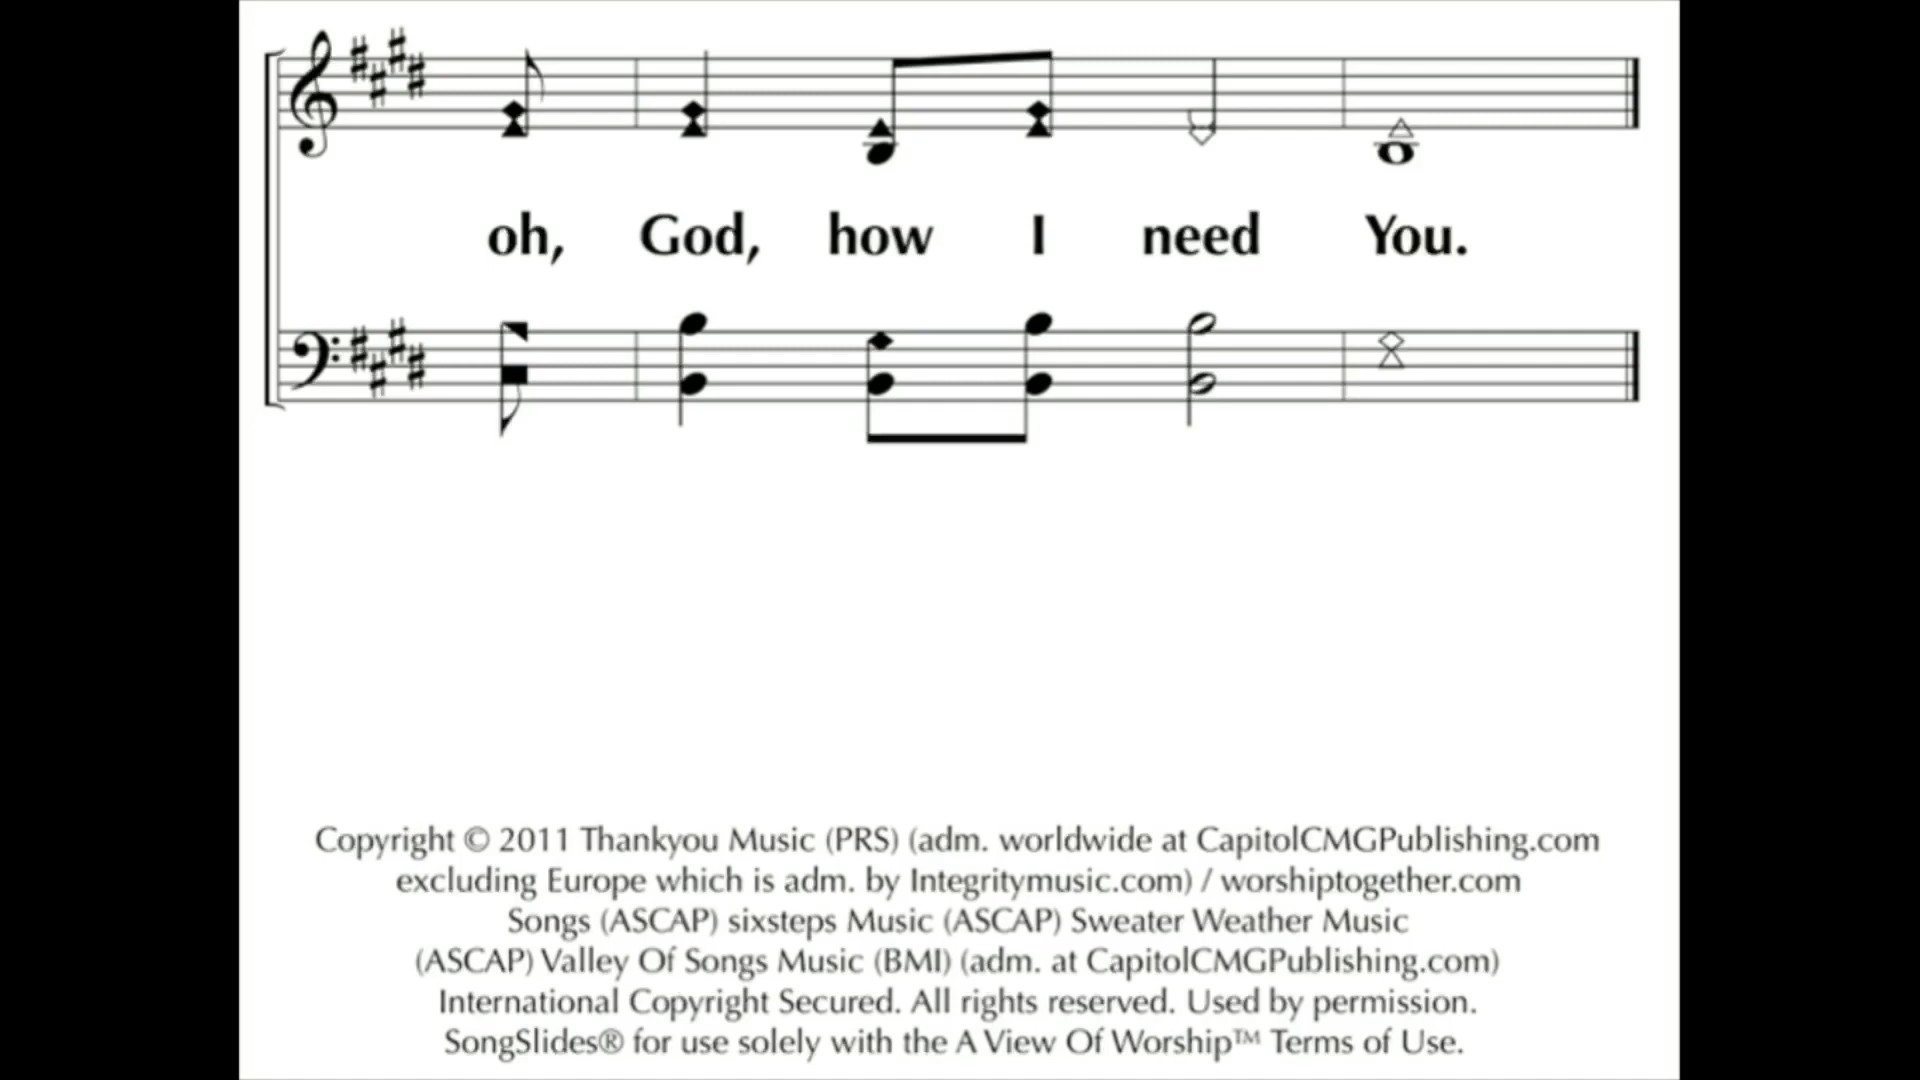 oh, God, how I need You.
Copyright © 2011 Thankyou Music (PRS) (adm. worldwide at CapitolCMGPublishing.com
excluding Europe which is adm. by Integritymusic.com) / worshiptogether.com
Songs (ASCAP) sixsteps Music (ASCAP) Sweater Weather Music
(ASCAP) Valley Of Songs Music (BMI) (adm. at CapitolCMGPublishing.com)
International Copyright Secured. All rights reserved. Used by permission.
SongSlides® for use solely with the A View Of Worship™ Terms of Use.